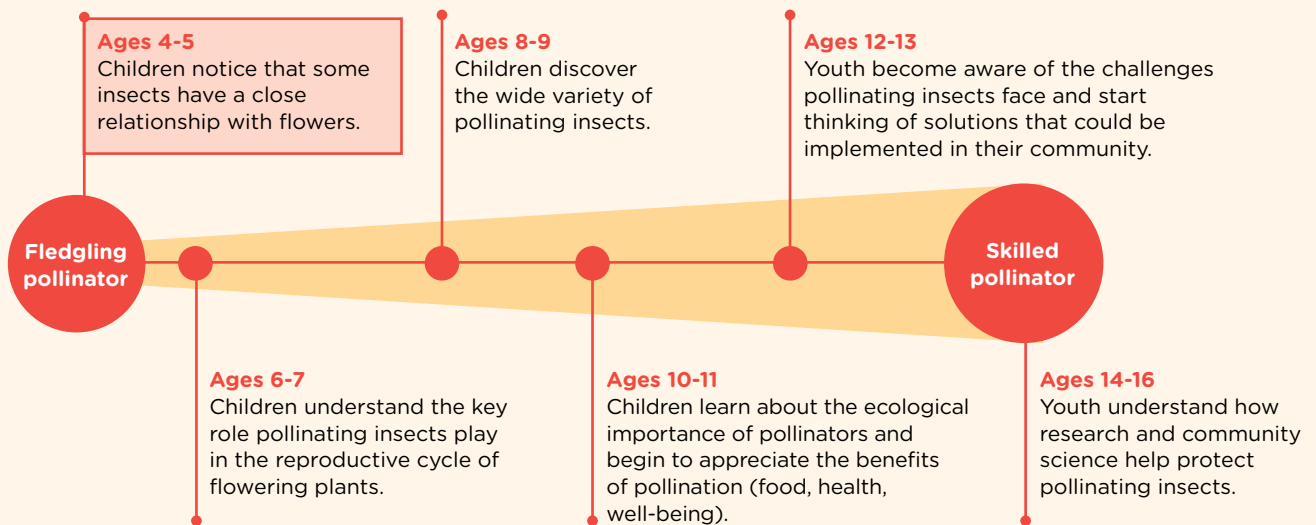 Ages 4-5
Children notice that some
insects have a close
relationship with flowers.
Ages 8-9
Children discover
the wide variety of
pollinating insects.
Ages 12-13
Youth become aware of the challenges
pollinating insects face and start
thinking of solutions that could be
implemented in their community.
Fledgling
pollinator
Skilled
pollinator
Ages 6-7
Children understand the key
role pollinating insects play
in the reproductive cycle of
flowering plants.
Ages 10-11
Children learn about the ecological
importance of pollinators and
begin to appreciate the benefits
of pollination (food, health,
well-being).
Ages 14-16
Youth understand how
research and community
science help protect
pollinating insects.